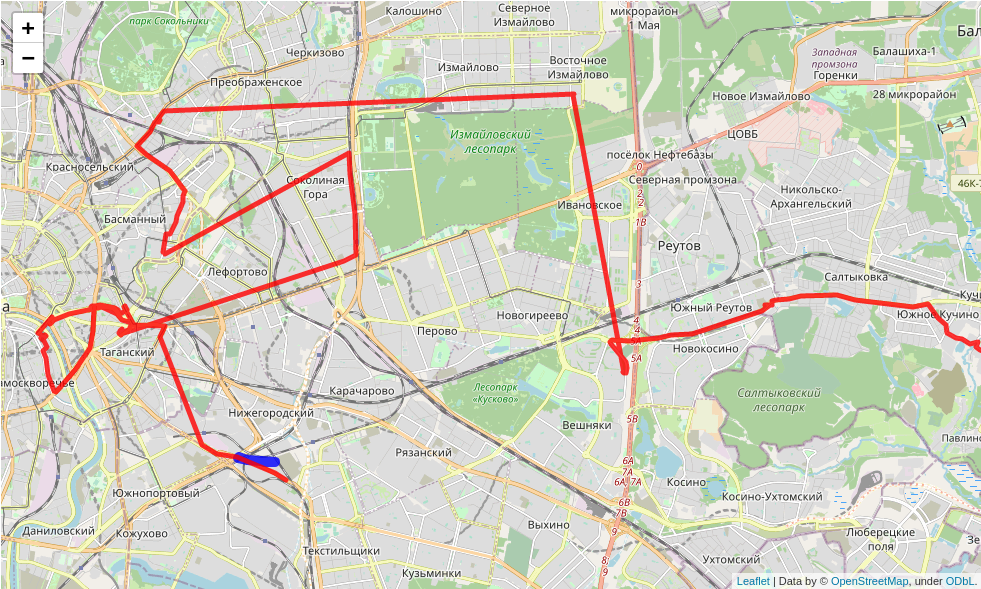 Калошино
Северное
Измайлово
микрорайон
1 Мая
парк Сокольники
+
−
Черкизово
Западная
промзона
Балашиха-1
Восточное
Измайлово
Измайлово
Горенки
Преображенское
Новое Измайлово
28 микрорайон
Измайловский
лесопарк
ЦОВБ
посёлок Нефтебазы
Красносельский
0
Соколиная
Гора
Северная промзона
2
2
1В
Никольско-
Архангельский
46К-
Ивановское
Басманный
Реутов
Лефортово
Салтыковка
3
Кучи
Южный Реутов
Южное Кучино
Новогиреево
4
4
5А
Перово
Таганский
Новокосино
5А
амоскворечье
Карачарово
Лесопарк
«Кусково»
Салтыковский
лесопарк
Нижегородский
5В
Вешняки
Павлино
Рязанский
6А
7А
6А, 7А
Косино
Южнопортовый
Косино-Ухтомский
6В
7В
9
Даниловский
Кожухово
Выхино
Люберецкие
поля
Зе
Текстильщики
Ухтомский
8
9
Кузьминки
Leaflet | Data by © OpenStreetMap, under ODbL.